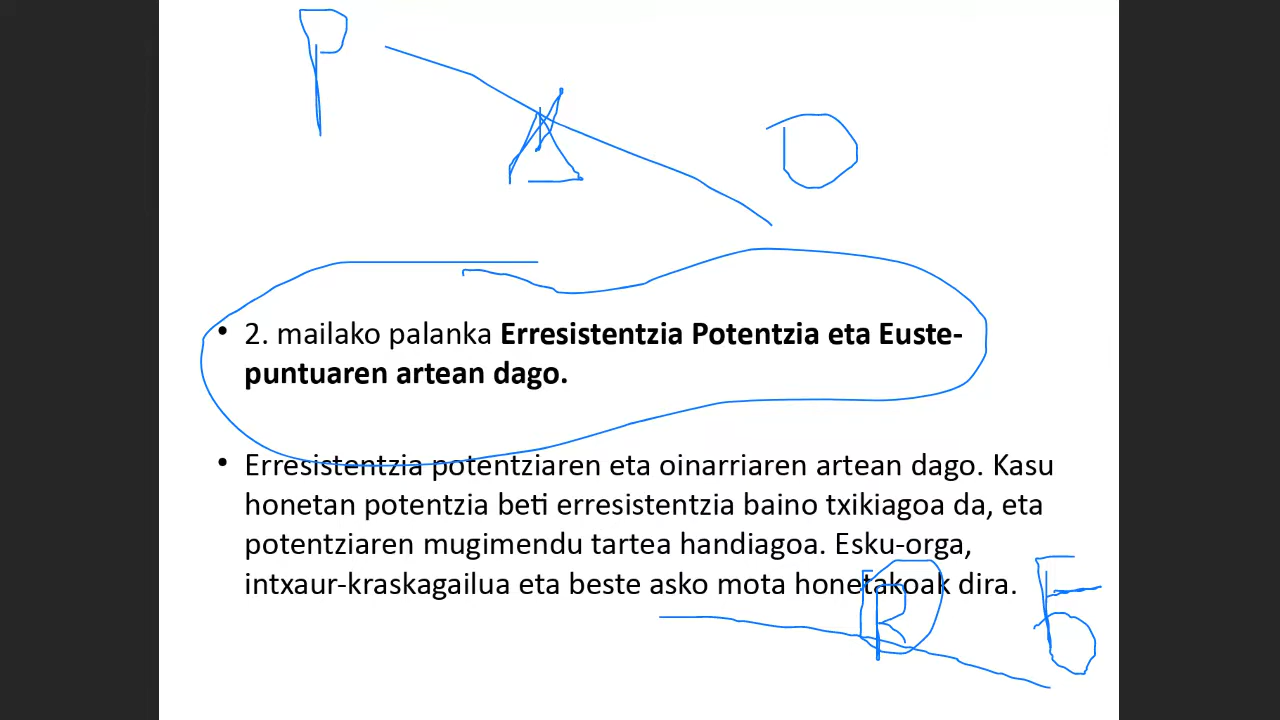 P
• 2. mailako palanka Erresistentzia Potentzia eta Euste-
puntuaren artean dago.
• Erresistentzia potentziaren eta oinarriaren artean dago. Kasu
honetan potentzia beti erresistentzia baino txikiagoa da, eta
potentziaren mugimendu tartea handiagoa. Esku-orga,
intxaur-kraskagailua eta beste asko mota honetakoak dira.
R